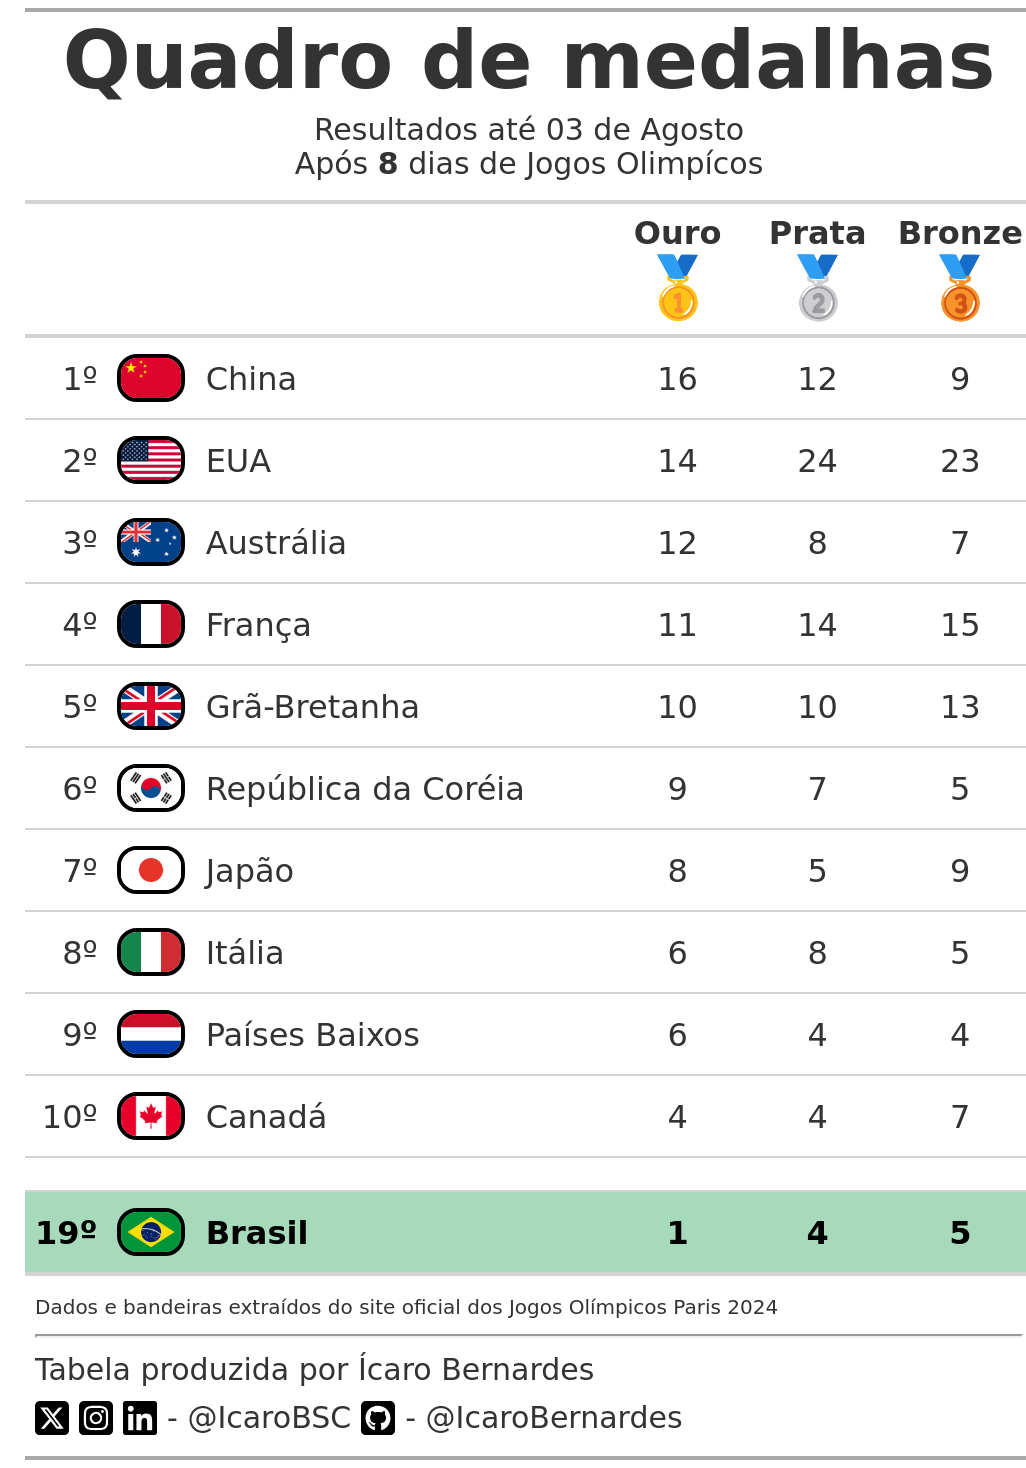 Quadro de medalhas
Resultados até 03 de Agosto
Após 8 dias de Jogos Olimpícos
Ouro Prata Bronze
1 2 3
1º China 16 12 9
2º EUA 14 24 23
3º Austrália 12 8 7
4º França 11 14 15
5º Grã-Bretanha 10 10 13
6º República da Coréia 9 7 5
7º Japão 8 5 9
8º Itália 6 8 5
9º Países Baixos 6 4 4
10º Canadá 4 4 7
19º Brasil 1 4 5
Dados e bandeiras extraídos do site oficial dos Jogos Olímpicos Paris 2024
Tabela produzida por Ícaro Bernardes
X in - @IcaroBSC - @IcaroBernardes